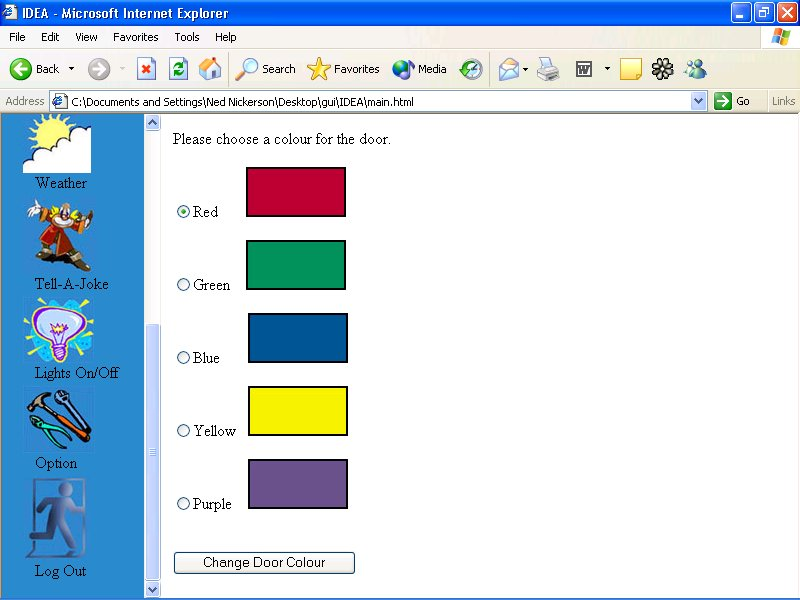 IDEA - Microsoft Internet Explorer
File Edit View Favorites Tools Help
Back Search Favorites Media
Address C:\Documents and Settings\Ned Nickerson\Desktop\gui\IDEA\main.html Go Links
Weather
Tell-A-Joke
Lights On/Off
Option
Log Out
Please choose a colour for the door.
Red
Green
Blue
Yellow
Purple
Change Door Colour